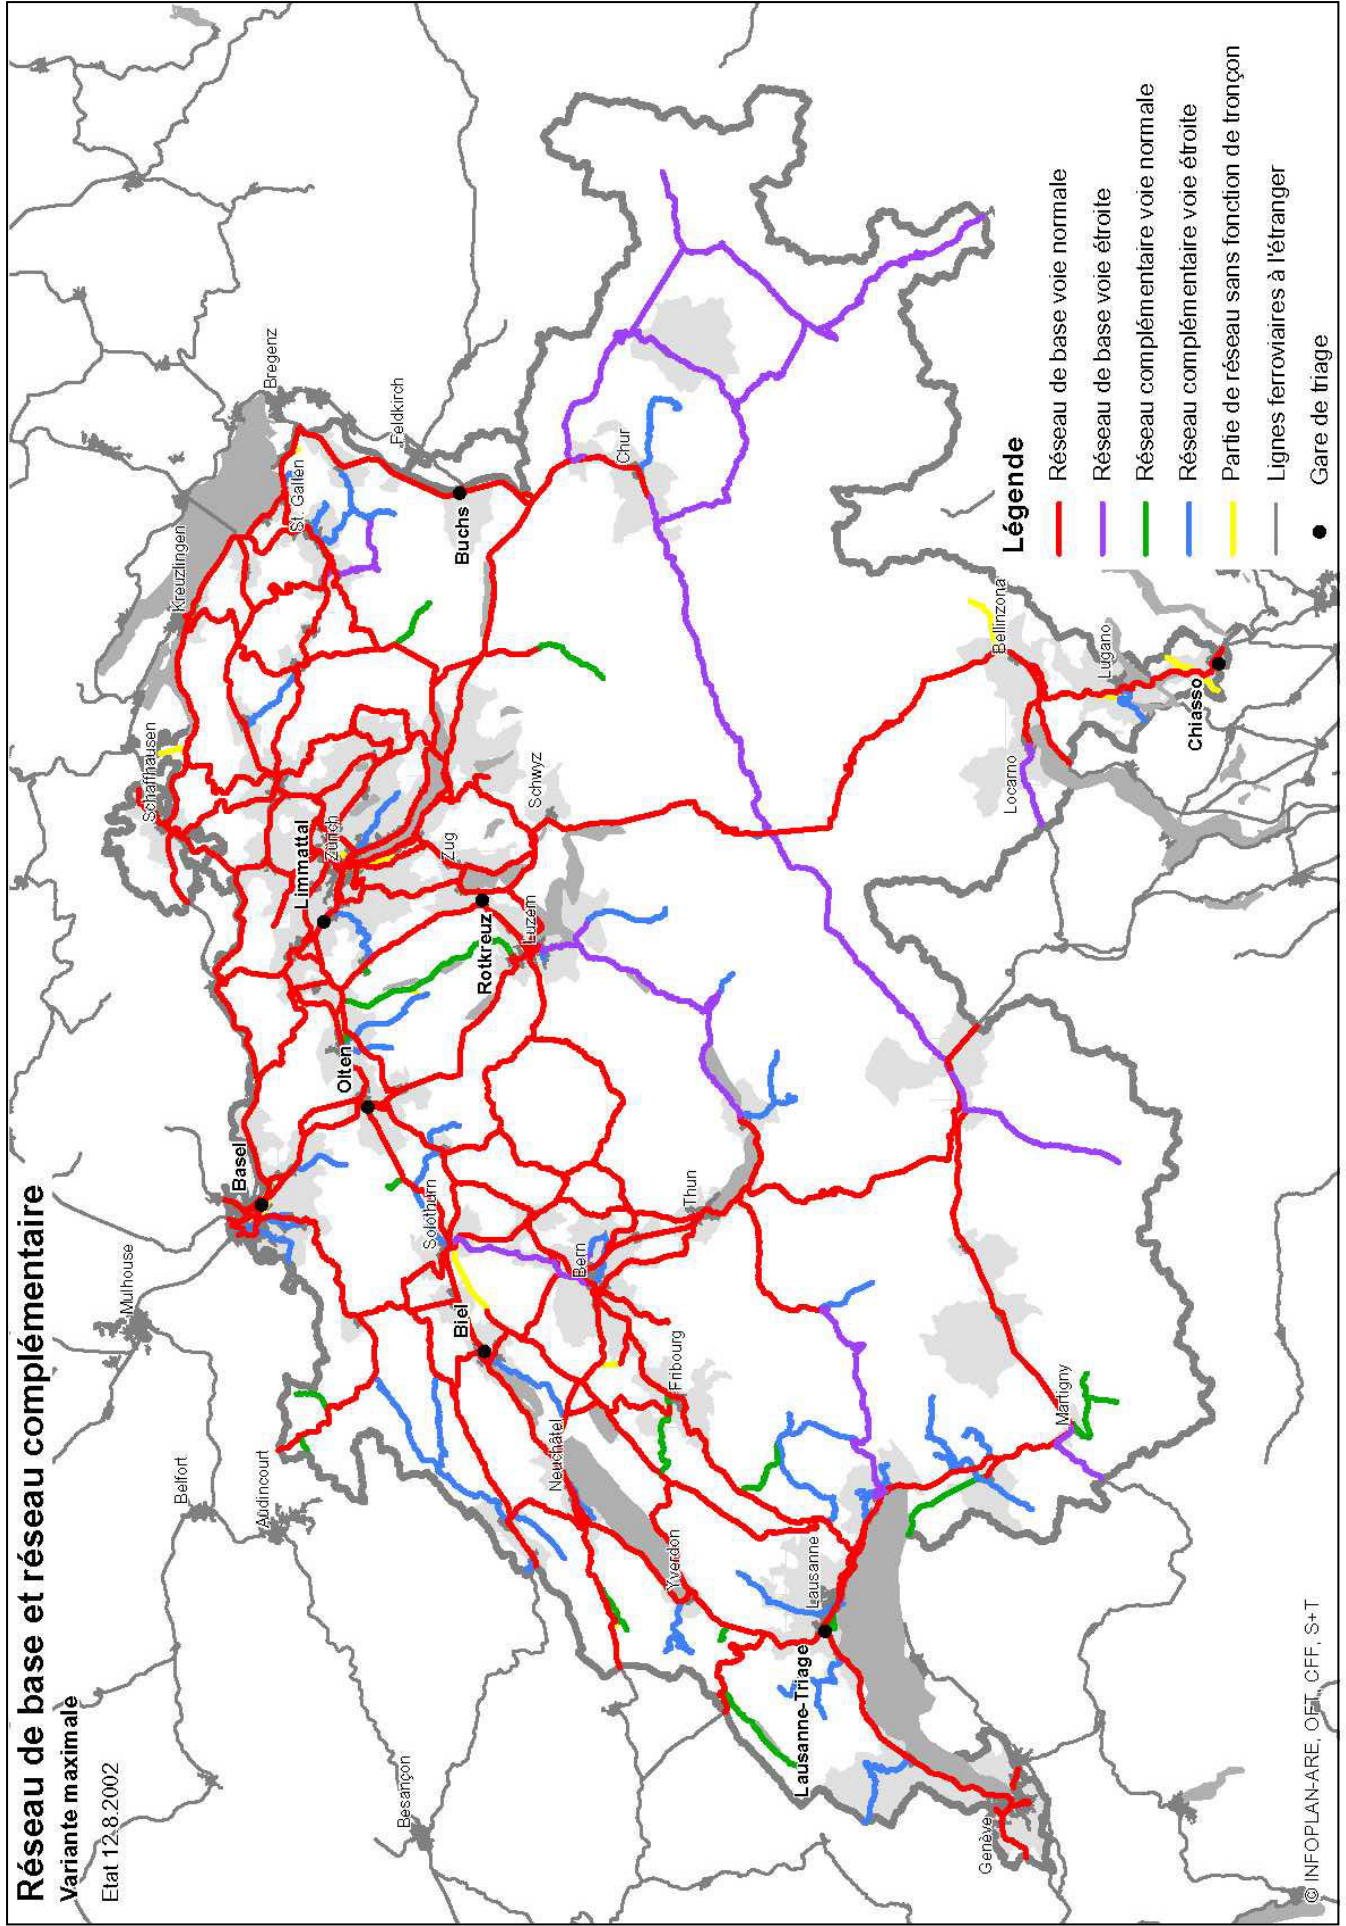 Réseau de base et réseau complémentaire
Variante maximale
Etat 12.8.2002
Mulhouse
Belfort
Audincourt
Besançon
Basel
Schaffhausen
Kreuzlingen
Bregenz
St. Gallen
Feldkirch
Buchs
Limmattal
Zürich
Zug
Rotkreuz
Luzern
Schwyz
Olten
Solothurn
Biel
Bern
Thun
Fribourg
Neuchâtel
Yverdon
Lausanne
Lausanne-Triage
Genève
Martigny
Chur
Bellinzona
Locarno
Lugano
Chiasso
Légende
Réseau de base voie normale
Réseau de base voie étroite
Réseau complémentaire voie normale
Réseau complémentaire voie étroite
Partie de réseau sans fonction de tronçon
Lignes ferroviaires à l'étranger
Gare de triage
© INFOPLAN-ARE, OFT, CFF, S+T